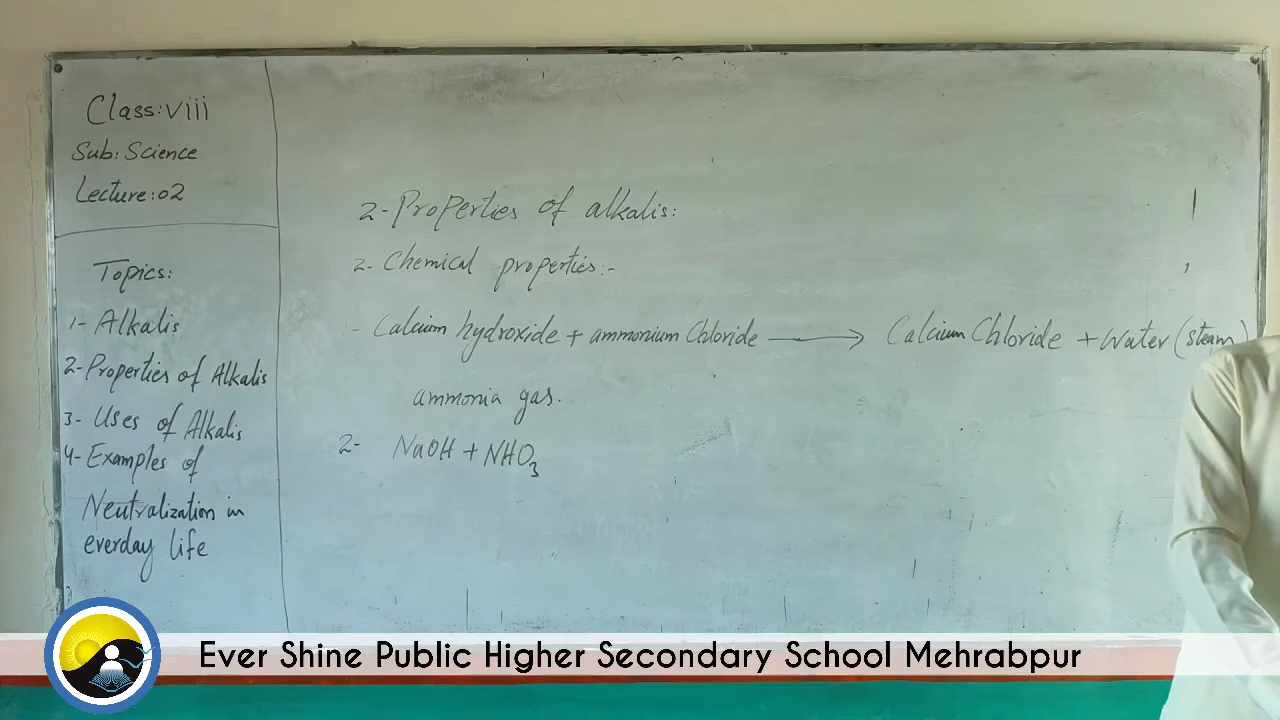 Class:viii
Sub: Science
Lecture:02
Topics:
1- Alkalis
2-Properties of Alkalis
3- Uses of Alkalis
4- Examples of
Neutralization in
everday life
2-Properties of alkalis:
2- Chemical properties:-
- Calcium hydroxide + ammonium Chloride ⟶ Calcium Chloride + Water (steam)
ammonia gas.
2- NaOH + NHO3
Ever Shine Public Higher Secondary School Mehrabpur